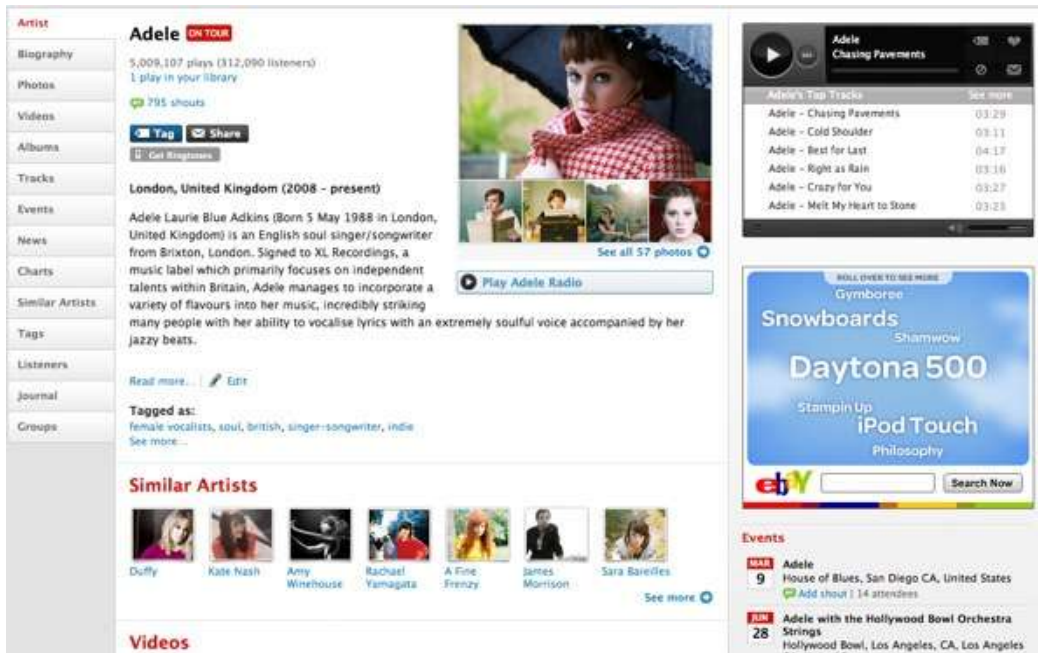 Artist
Biography
Photos
Videos
Albums
Tracks
Events
News
Charts
Similar Artists
Tags
Listeners
Journal
Groups
Adele ON TOUR
5,009,107 plays (312,090 listeners)
1 play in your library
795 shouts
Tag Share
Get Ringtones
London, United Kingdom (2008 – present)
Adele Laurie Blue Adkins (Born 5 May 1988 in London,
United Kingdom) is an English soul singer/songwriter
from Brixton, London. Signed to XL Recordings, a
music label which primarily focuses on independent
talents within Britain, Adele manages to incorporate a
variety of flavours into her music, incredibly striking
many people with her ability to vocalise lyrics with an extremely soulful voice accompanied by her
jazzy beats.
Read more... | Edit
Tagged as:
female vocalists, soul, british, singer-songwriter, indie
See more...
See all 57 photos
Play Adele Radio
Similar Artists
Duffy
Kate Nash
Amy
Winehouse
Rachael
Yamagata
A Fine
Frenzy
James
Morrison
Sara Bareilles
See more
Videos
Adele
Chasing Pavements
Adele's Top Tracks See more
Adele – Chasing Pavements 03:29
Adele – Cold Shoulder 03:11
Adele – Best for Last 04:17
Adele – Right as Rain 03:16
Adele – Crazy for You 03:27
Adele – Melt My Heart to Stone 03:23
ROLL OVER TO SEE MORE
Gymboree
Snowboards
Shamwow
Daytona 500
Stampin Up
iPod Touch
Philosophy
ebY Search Now
Events
MAR
9
Adele
House of Blues, San Diego CA, United States
Add shout | 14 attendees
JUN
28
Adele with the Hollywood Bowl Orchestra
Strings
Hollywood Bowl, Los Angeles, CA, Los Angeles